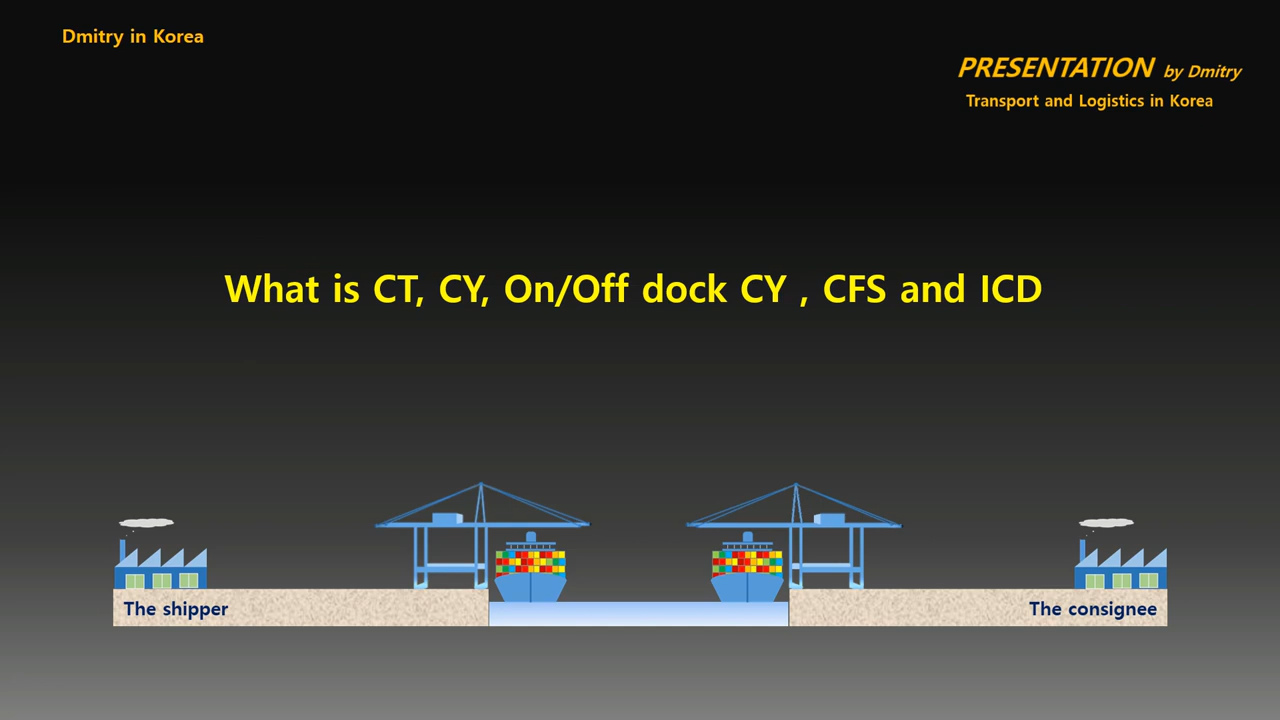 Dmitry in Korea
PRESENTATION by Dmitry
Transport and Logistics in Korea
What is CT, CY, On/Off dock CY , CFS and ICD
The shipper
The consignee